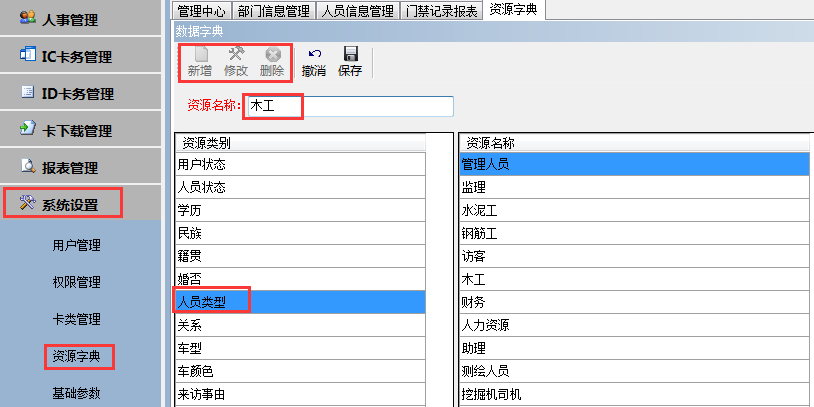 人事管理
IC卡务管理
ID卡务管理
卡下载管理
报表管理
系统设置
用户管理
权限管理
卡类管理
资源字典
基础参数
管理中心 部门信息管理 人员信息管理 门禁记录报表 资源字典
数据字典
新增 修改 删除 撤消 保存
资源名称: 木工
资源类别
用户状态
人员状态
学历
民族
籍贯
婚否
人员类型
关系
车型
车颜色
来访事由
资源名称
管理人员
监理
水泥工
钢筋工
访客
木工
财务
人力资源
助理
测绘人员
挖掘机司机